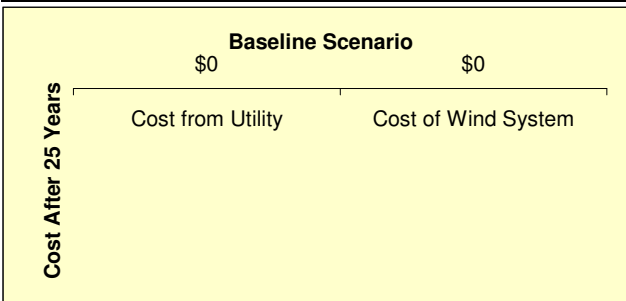 Baseline Scenario
$0 $0
Cost from Utility Cost of Wind System
Cost After 25 Years